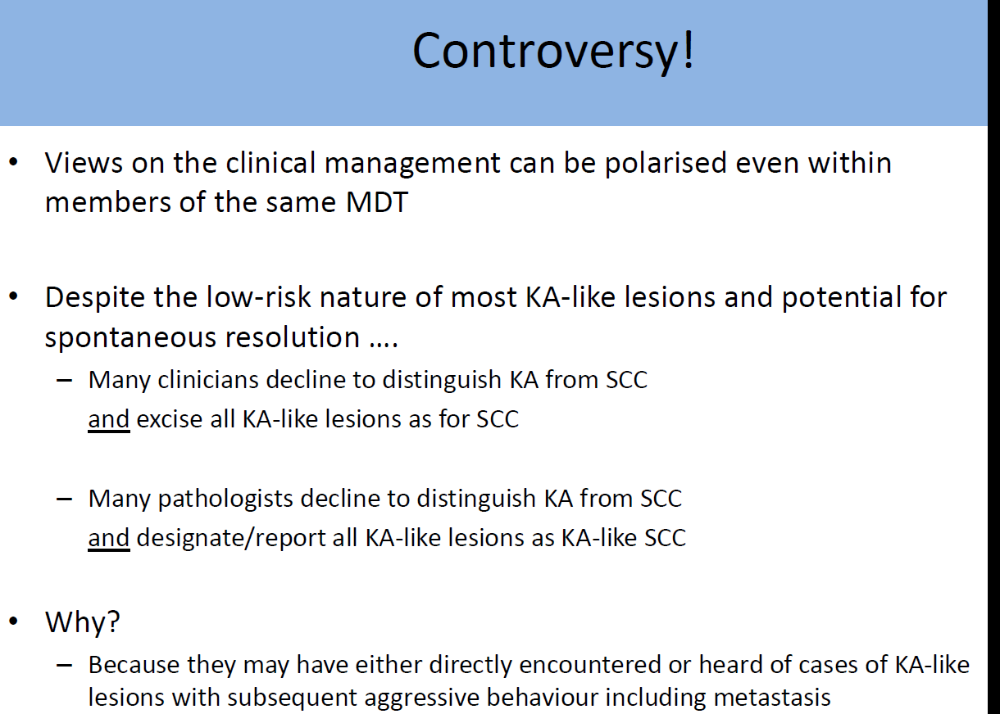 Controversy!
• Views on the clinical management can be polarised even within
members of the same MDT
• Despite the low-risk nature of most KA-like lesions and potential for
spontaneous resolution ....
– Many clinicians decline to distinguish KA from SCC
and excise all KA-like lesions as for SCC
– Many pathologists decline to distinguish KA from SCC
and designate/report all KA-like lesions as KA-like SCC
• Why?
– Because they may have either directly encountered or heard of cases of KA-like
lesions with subsequent aggressive behaviour including metastasis